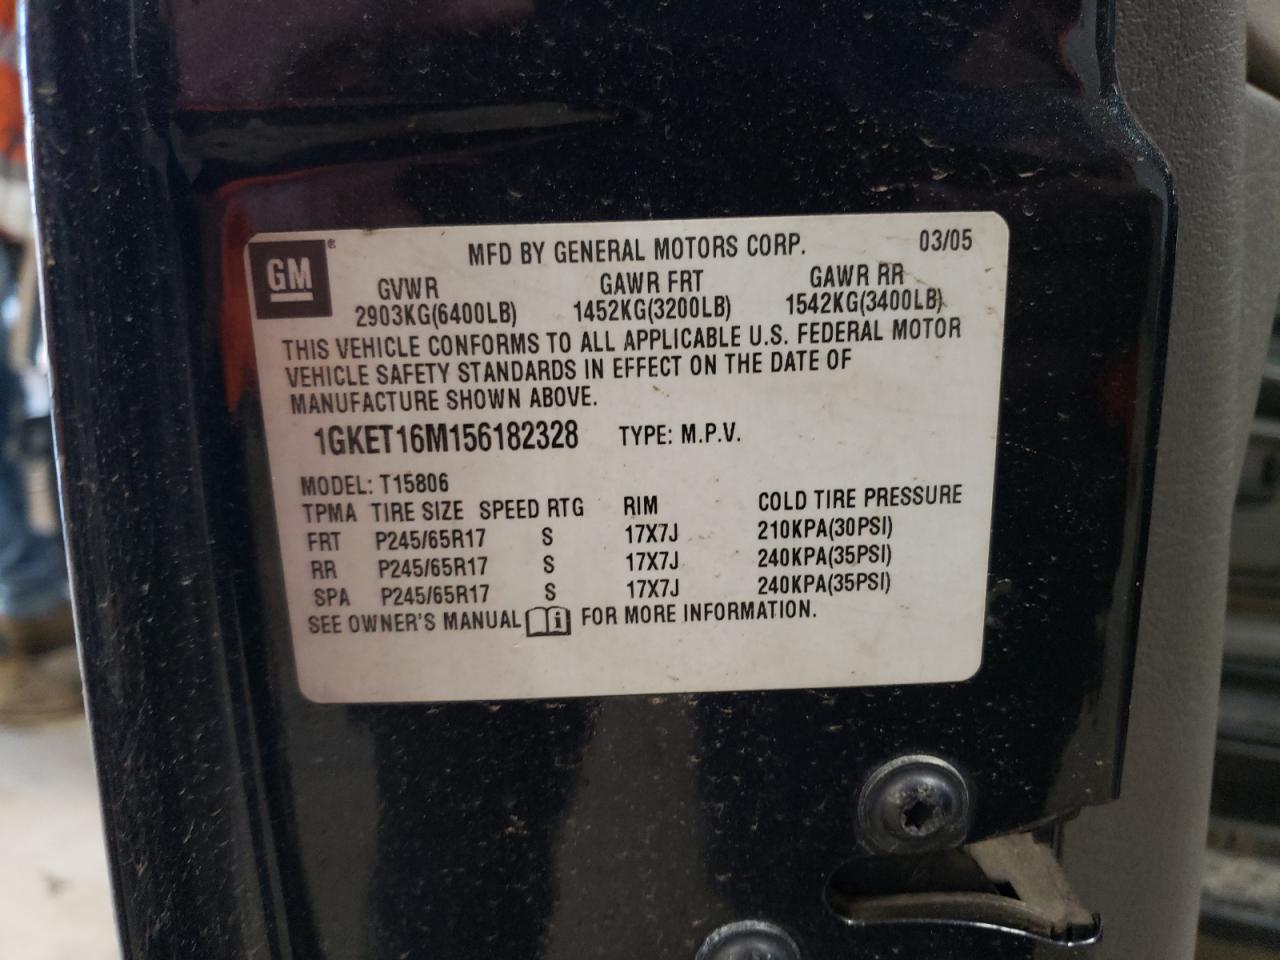 GM ®
MFD BY GENERAL MOTORS CORP. 03/05
GVWR GAWR FRT GAWR RR
2903KG(6400LB) 1452KG(3200LB) 1542KG(3400LB)
THIS VEHICLE CONFORMS TO ALL APPLICABLE U.S. FEDERAL MOTOR
VEHICLE SAFETY STANDARDS IN EFFECT ON THE DATE OF
MANUFACTURE SHOWN ABOVE.
1GKET16M156182328 TYPE: M.P.V.
MODEL: T15806
TPMA TIRE SIZE SPEED RTG RIM COLD TIRE PRESSURE
FRT P245/65R17 S 17X7J 210KPA(30PSI)
RR P245/65R17 S 17X7J 240KPA(35PSI)
SPA P245/65R17 S 17X7J 240KPA(35PSI)
SEE OWNER'S MANUAL i FOR MORE INFORMATION.